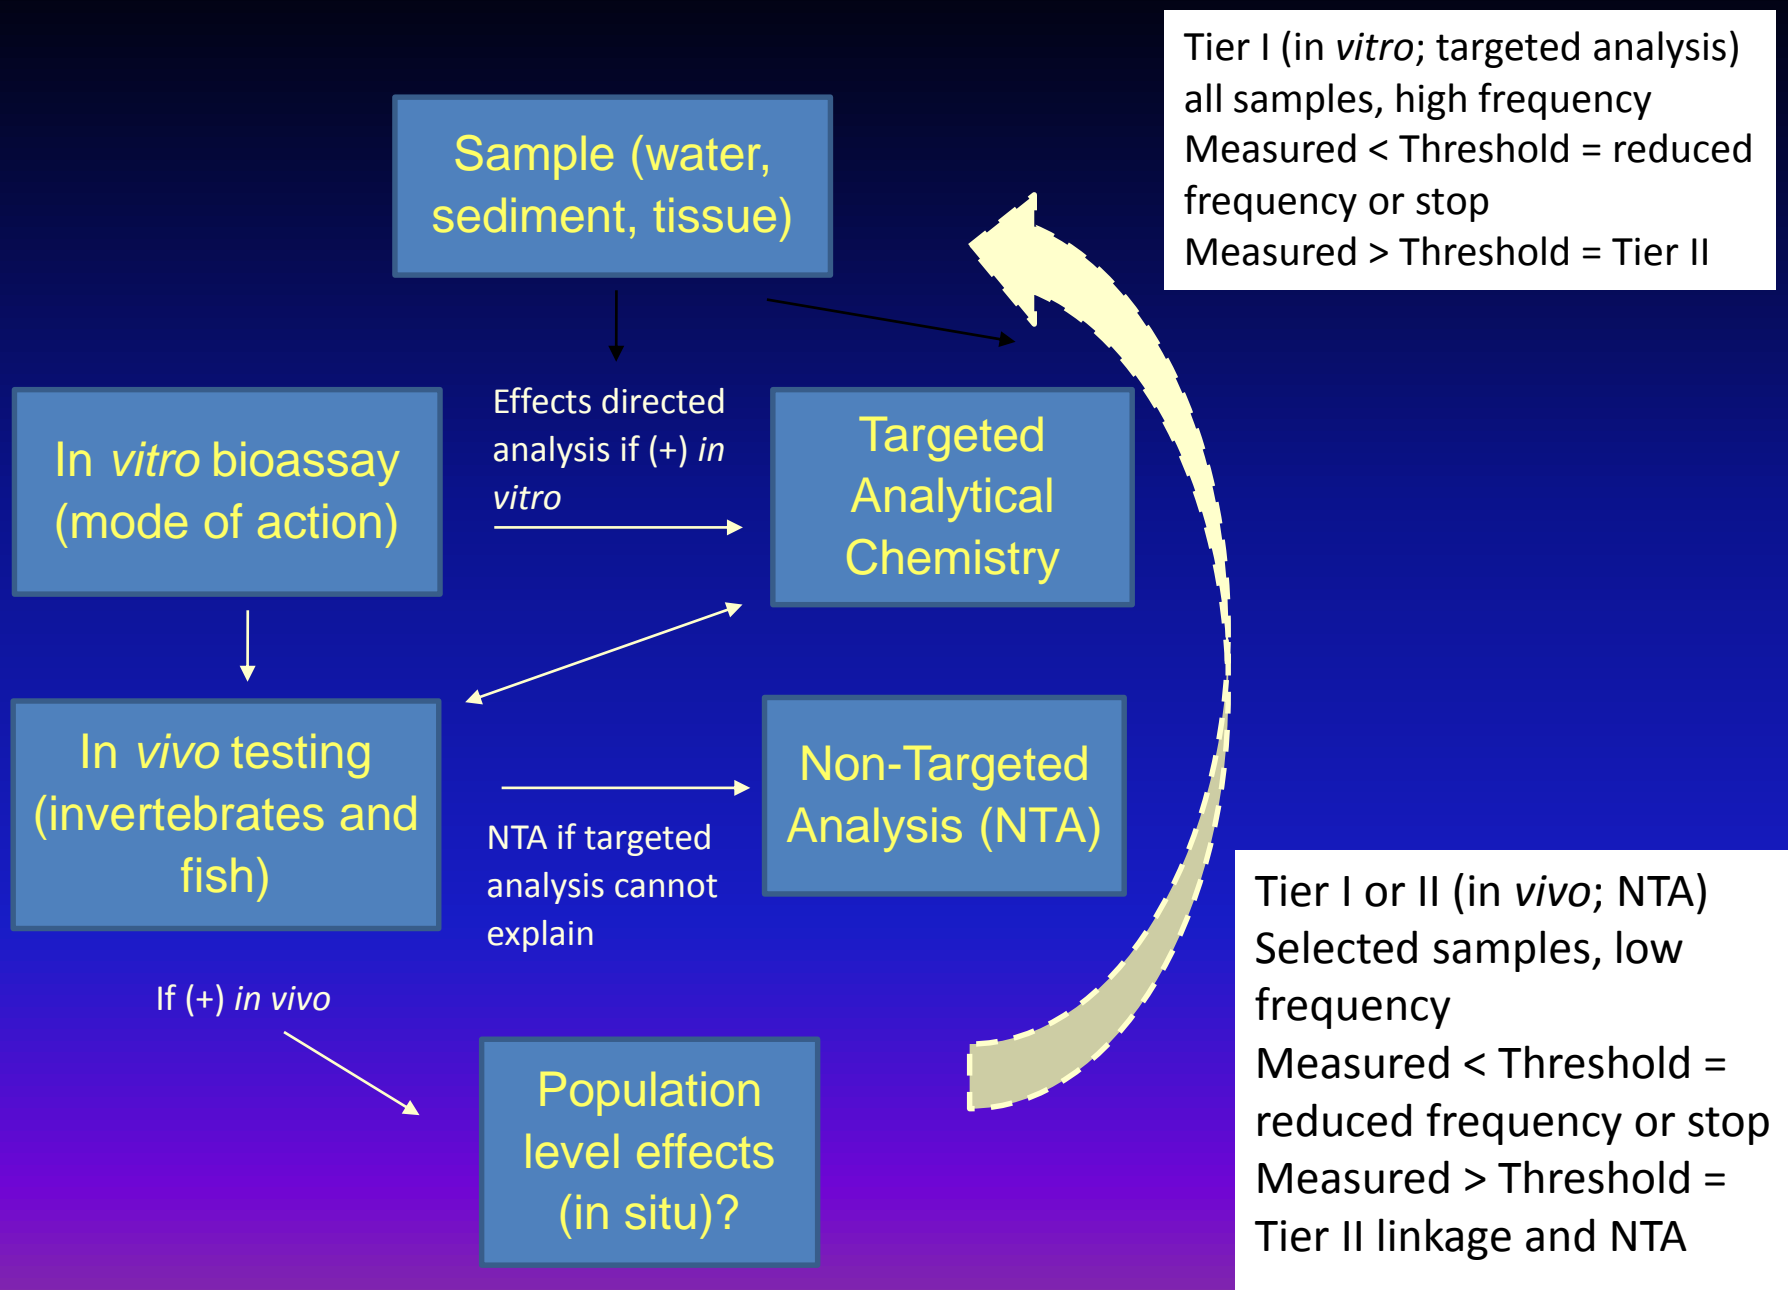 Tier I (in vitro; targeted analysis)
all samples, high frequency
Measured < Threshold = reduced
frequency or stop
Measured > Threshold = Tier II
Sample (water,
sediment, tissue)
In vitro bioassay
(mode of action)
Effects directed
analysis if (+) in
vitro
Targeted
Analytical
Chemistry
In vivo testing
(invertebrates and
fish)
NTA if targeted
analysis cannot
explain
Non-Targeted
Analysis (NTA)
If (+) in vivo
Population
level effects
(in situ)?
Tier I or II (in vivo; NTA)
Selected samples, low
frequency
Measured < Threshold =
reduced frequency or stop
Measured > Threshold =
Tier II linkage and NTA